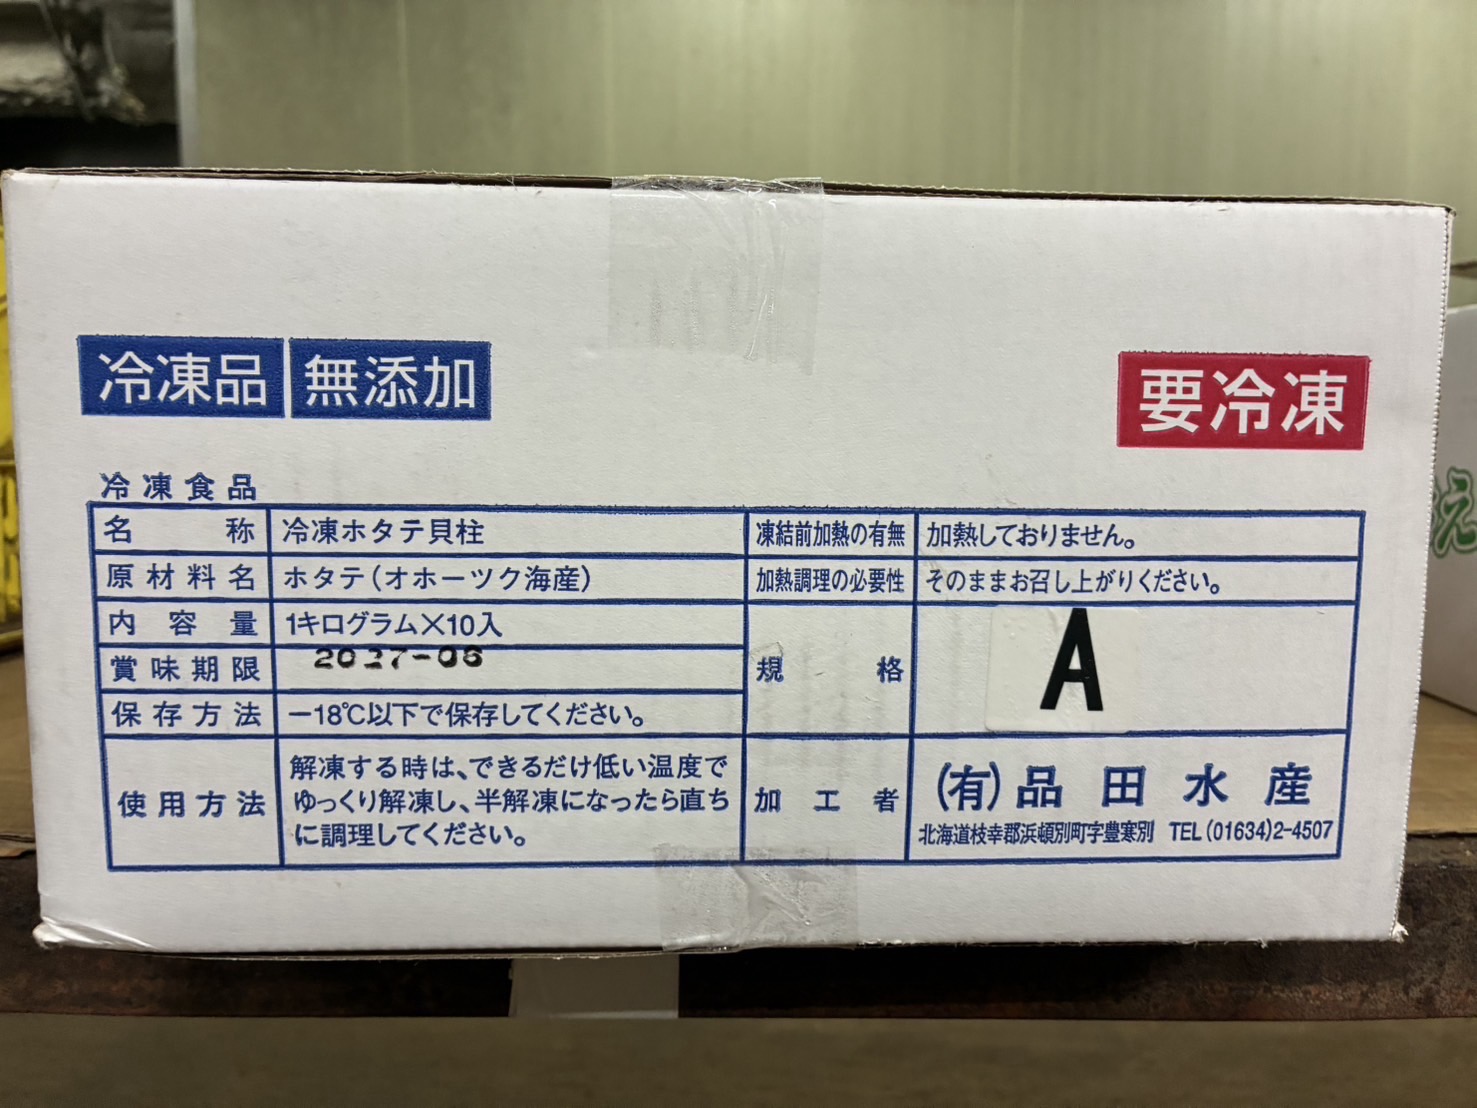 冷凍品 無添加
要冷凍
冷凍食品
名称 冷凍ホタテ貝柱
原材料名 ホタテ(オホーツク海産)
内容量 1キログラム×10入
賞味期限 2027-06
保存方法 －18℃以下で保存してください。
使用方法 解凍する時は、できるだけ低い温度で
ゆっくり解凍し、半解凍になったら直ち
に調理してください。
凍結前加熱の有無 加熱しておりません。
加熱調理の必要性 そのままお召し上がりください。
規格 A
加工者 (有)品田水産
北海道枝幸郡浜頓別町字豊寒別 TEL(01634)2-4507
え